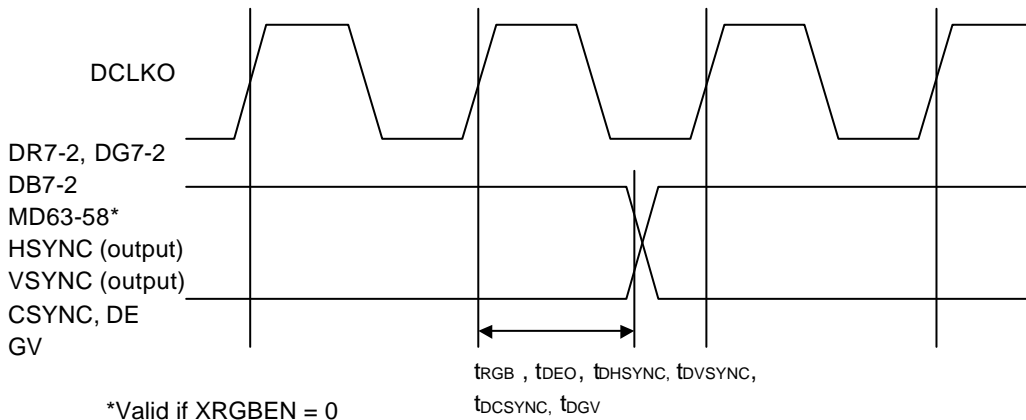 DCLKO
DR7-2, DG7-2
DB7-2
MD63-58*
HSYNC (output)
VSYNC (output)
CSYNC, DE
GV
tRGB , tDEO, tDHSYNC, tDVSYNC,
tDCSYNC, tDGV
*Valid if XRGBEN = 0